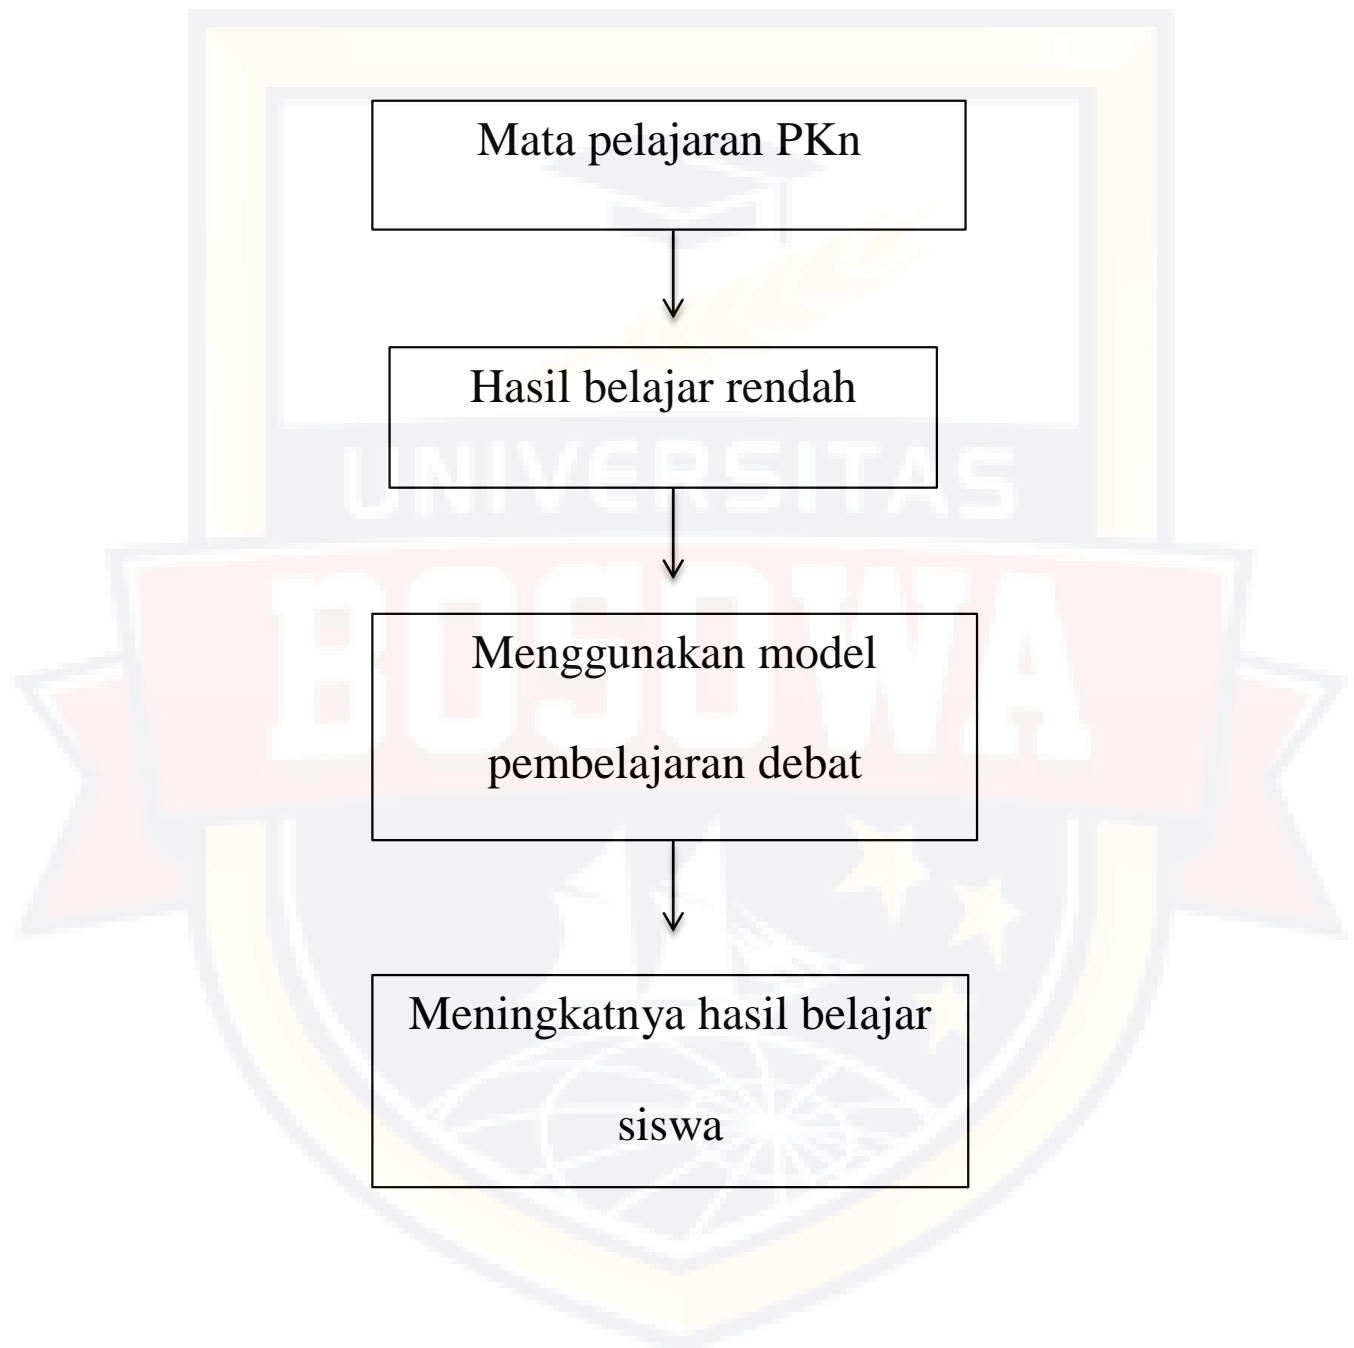 Mata pelajaran PKn
Hasil belajar rendah
UNIVERSITAS
BOSOWA
Menggunakan model
pembelajaran debat
Meningkatnya hasil belajar
siswa